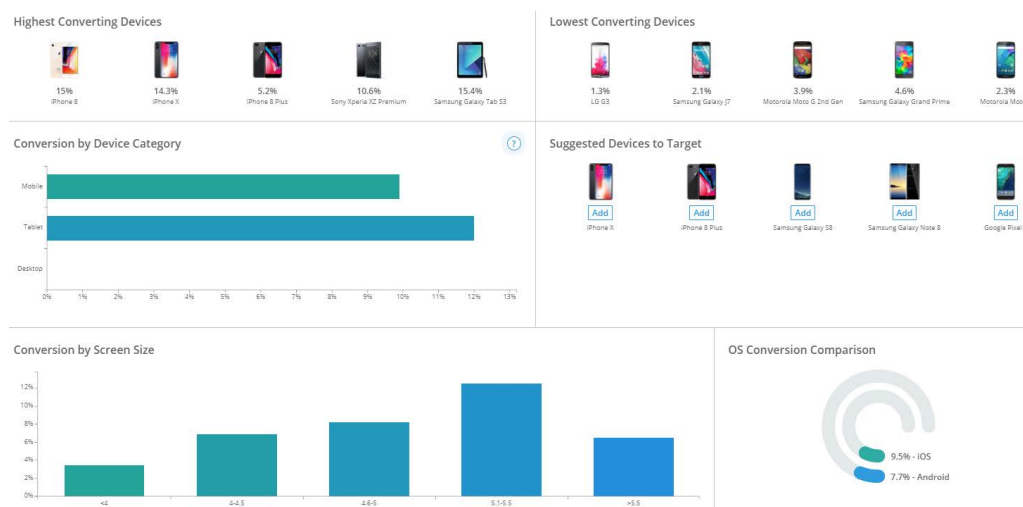 Highest Converting Devices
15%
iPhone 8
14.3%
iPhone X
5.2%
iPhone 8 Plus
10.6%
Sony Xperia XZ Premium
15.4%
Samsung Galaxy Tab S3
Lowest Converting Devices
1.3%
LG G3
2.1%
Samsung Galaxy J7
3.9%
Motorola Moto G 2nd Gen
4.6%
Samsung Galaxy Grand Prime
2.3%
Motorola Mot
Conversion by Device Category
?
Mobile
Tablet
Desktop
0% 1% 2% 3% 4% 5% 6% 7% 8% 9% 10% 11% 12% 13%
Suggested Devices to Target
Add
iPhone X
Add
iPhone 8 Plus
Add
Samsung Galaxy S8
Add
Samsung Galaxy Note 8
Add
Google Pixel
Conversion by Screen Size
12%
10%
8%
6%
4%
2%
0%
<4 4-4.5 4.6-5 5.1-5.5 >5.5
OS Conversion Comparison
9.5% - iOS
7.7% - Android